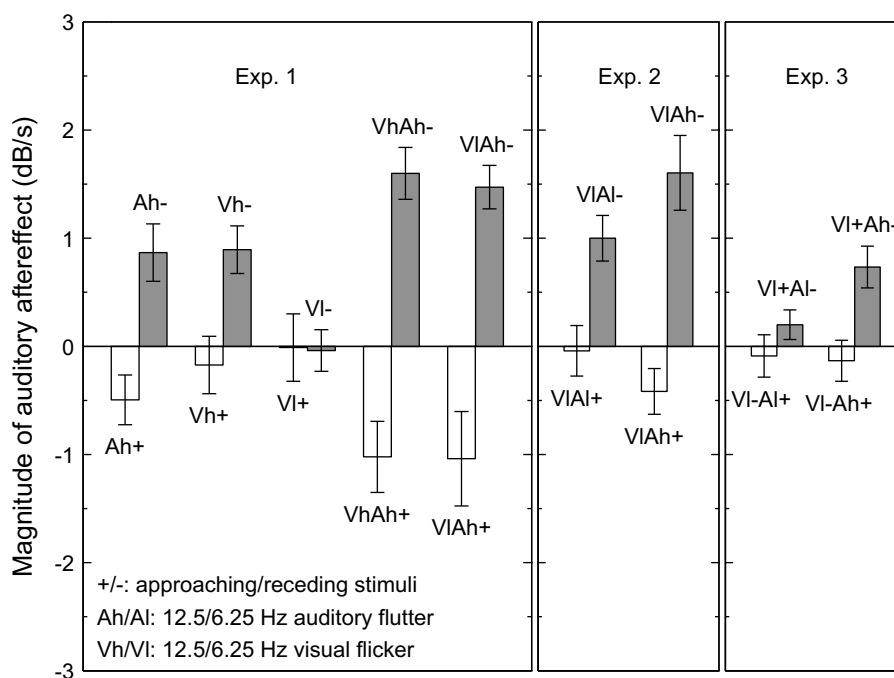 Magnitude of auditory aftereffect (dB/s)
3
2
1
0
-1
-2
-3
Exp. 1
Ah-
Vh-
Vl-
VhAh-
VlAh-
Ah+
Vh+
Vl+
VhAh+
VlAh+
+/-: approaching/receding stimuli
Ah/Al: 12.5/6.25 Hz auditory flutter
Vh/Vl: 12.5/6.25 Hz visual flicker
Exp. 2
VlAl-
VlAh-
VlAl+
VlAh+
Exp. 3
Vl+Al-
Vl+Ah-
Vl-Al+
Vl-Ah+